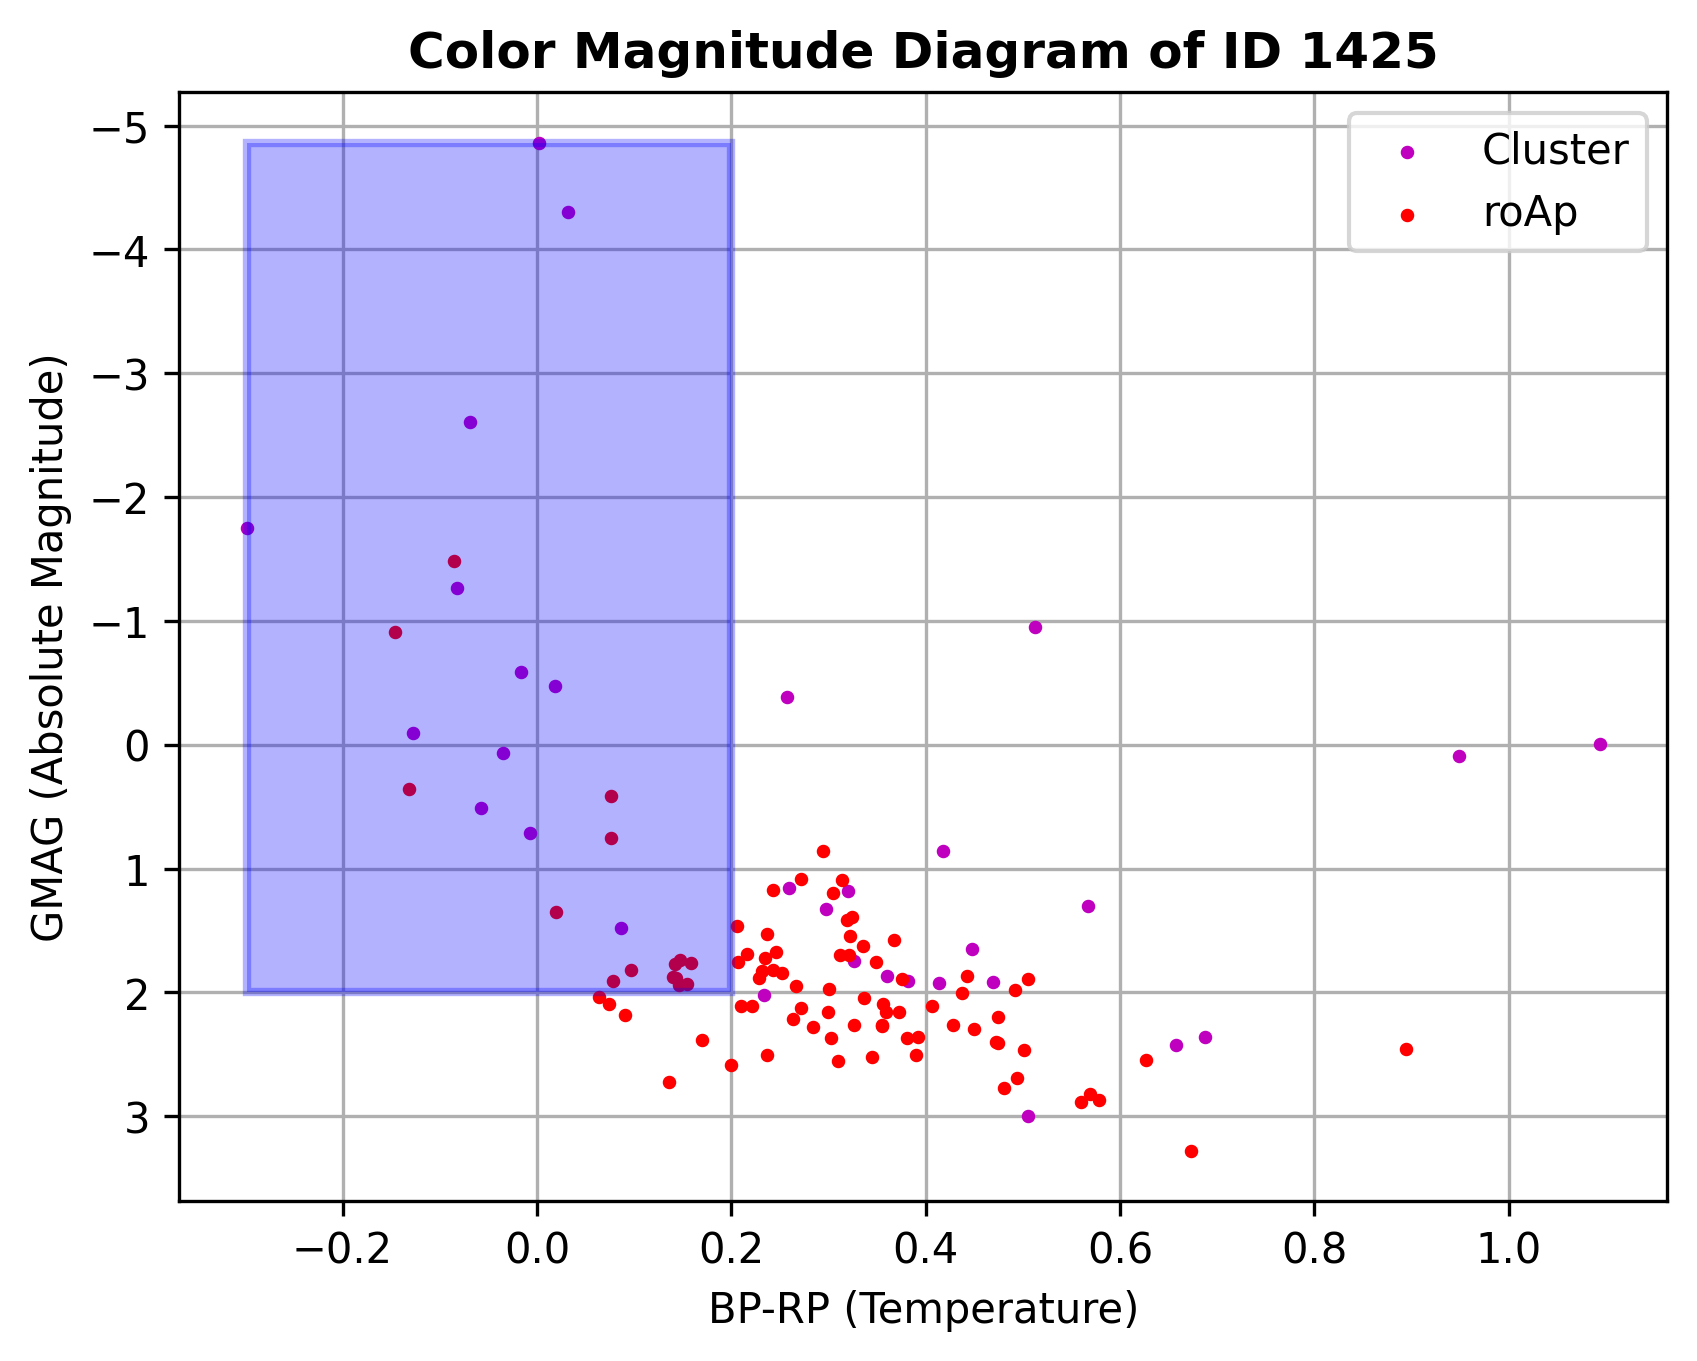 Color Magnitude Diagram of ID 1425
Cluster
roAp
GMAG (Absolute Magnitude)
−5
−4
−3
−2
−1
0
1
2
3
−0.2 0.0 0.2 0.4 0.6 0.8 1.0
BP-RP (Temperature)